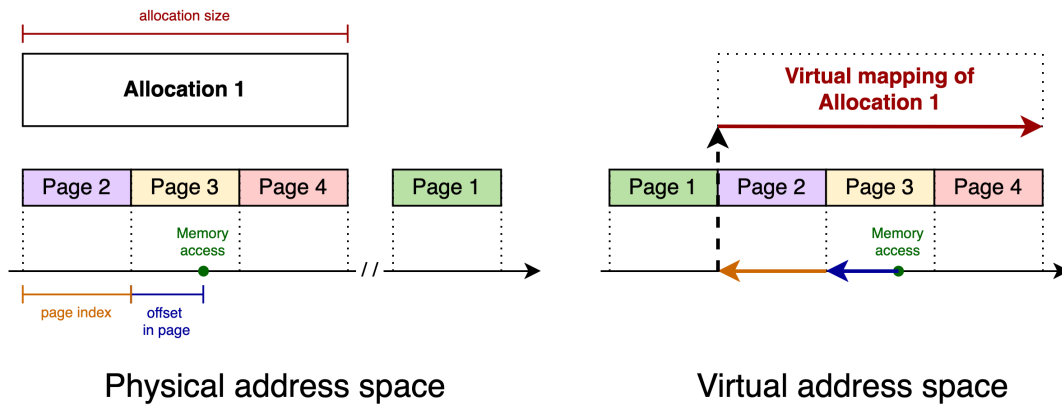 allocation size
Allocation 1
Virtual mapping of
Allocation 1
Page 2
Page 3
Page 4
Page 1
Page 1
Page 2
Page 3
Page 4
Memory
access
//
Memory
access
page index
offset
in page
Physical address space
Virtual address space